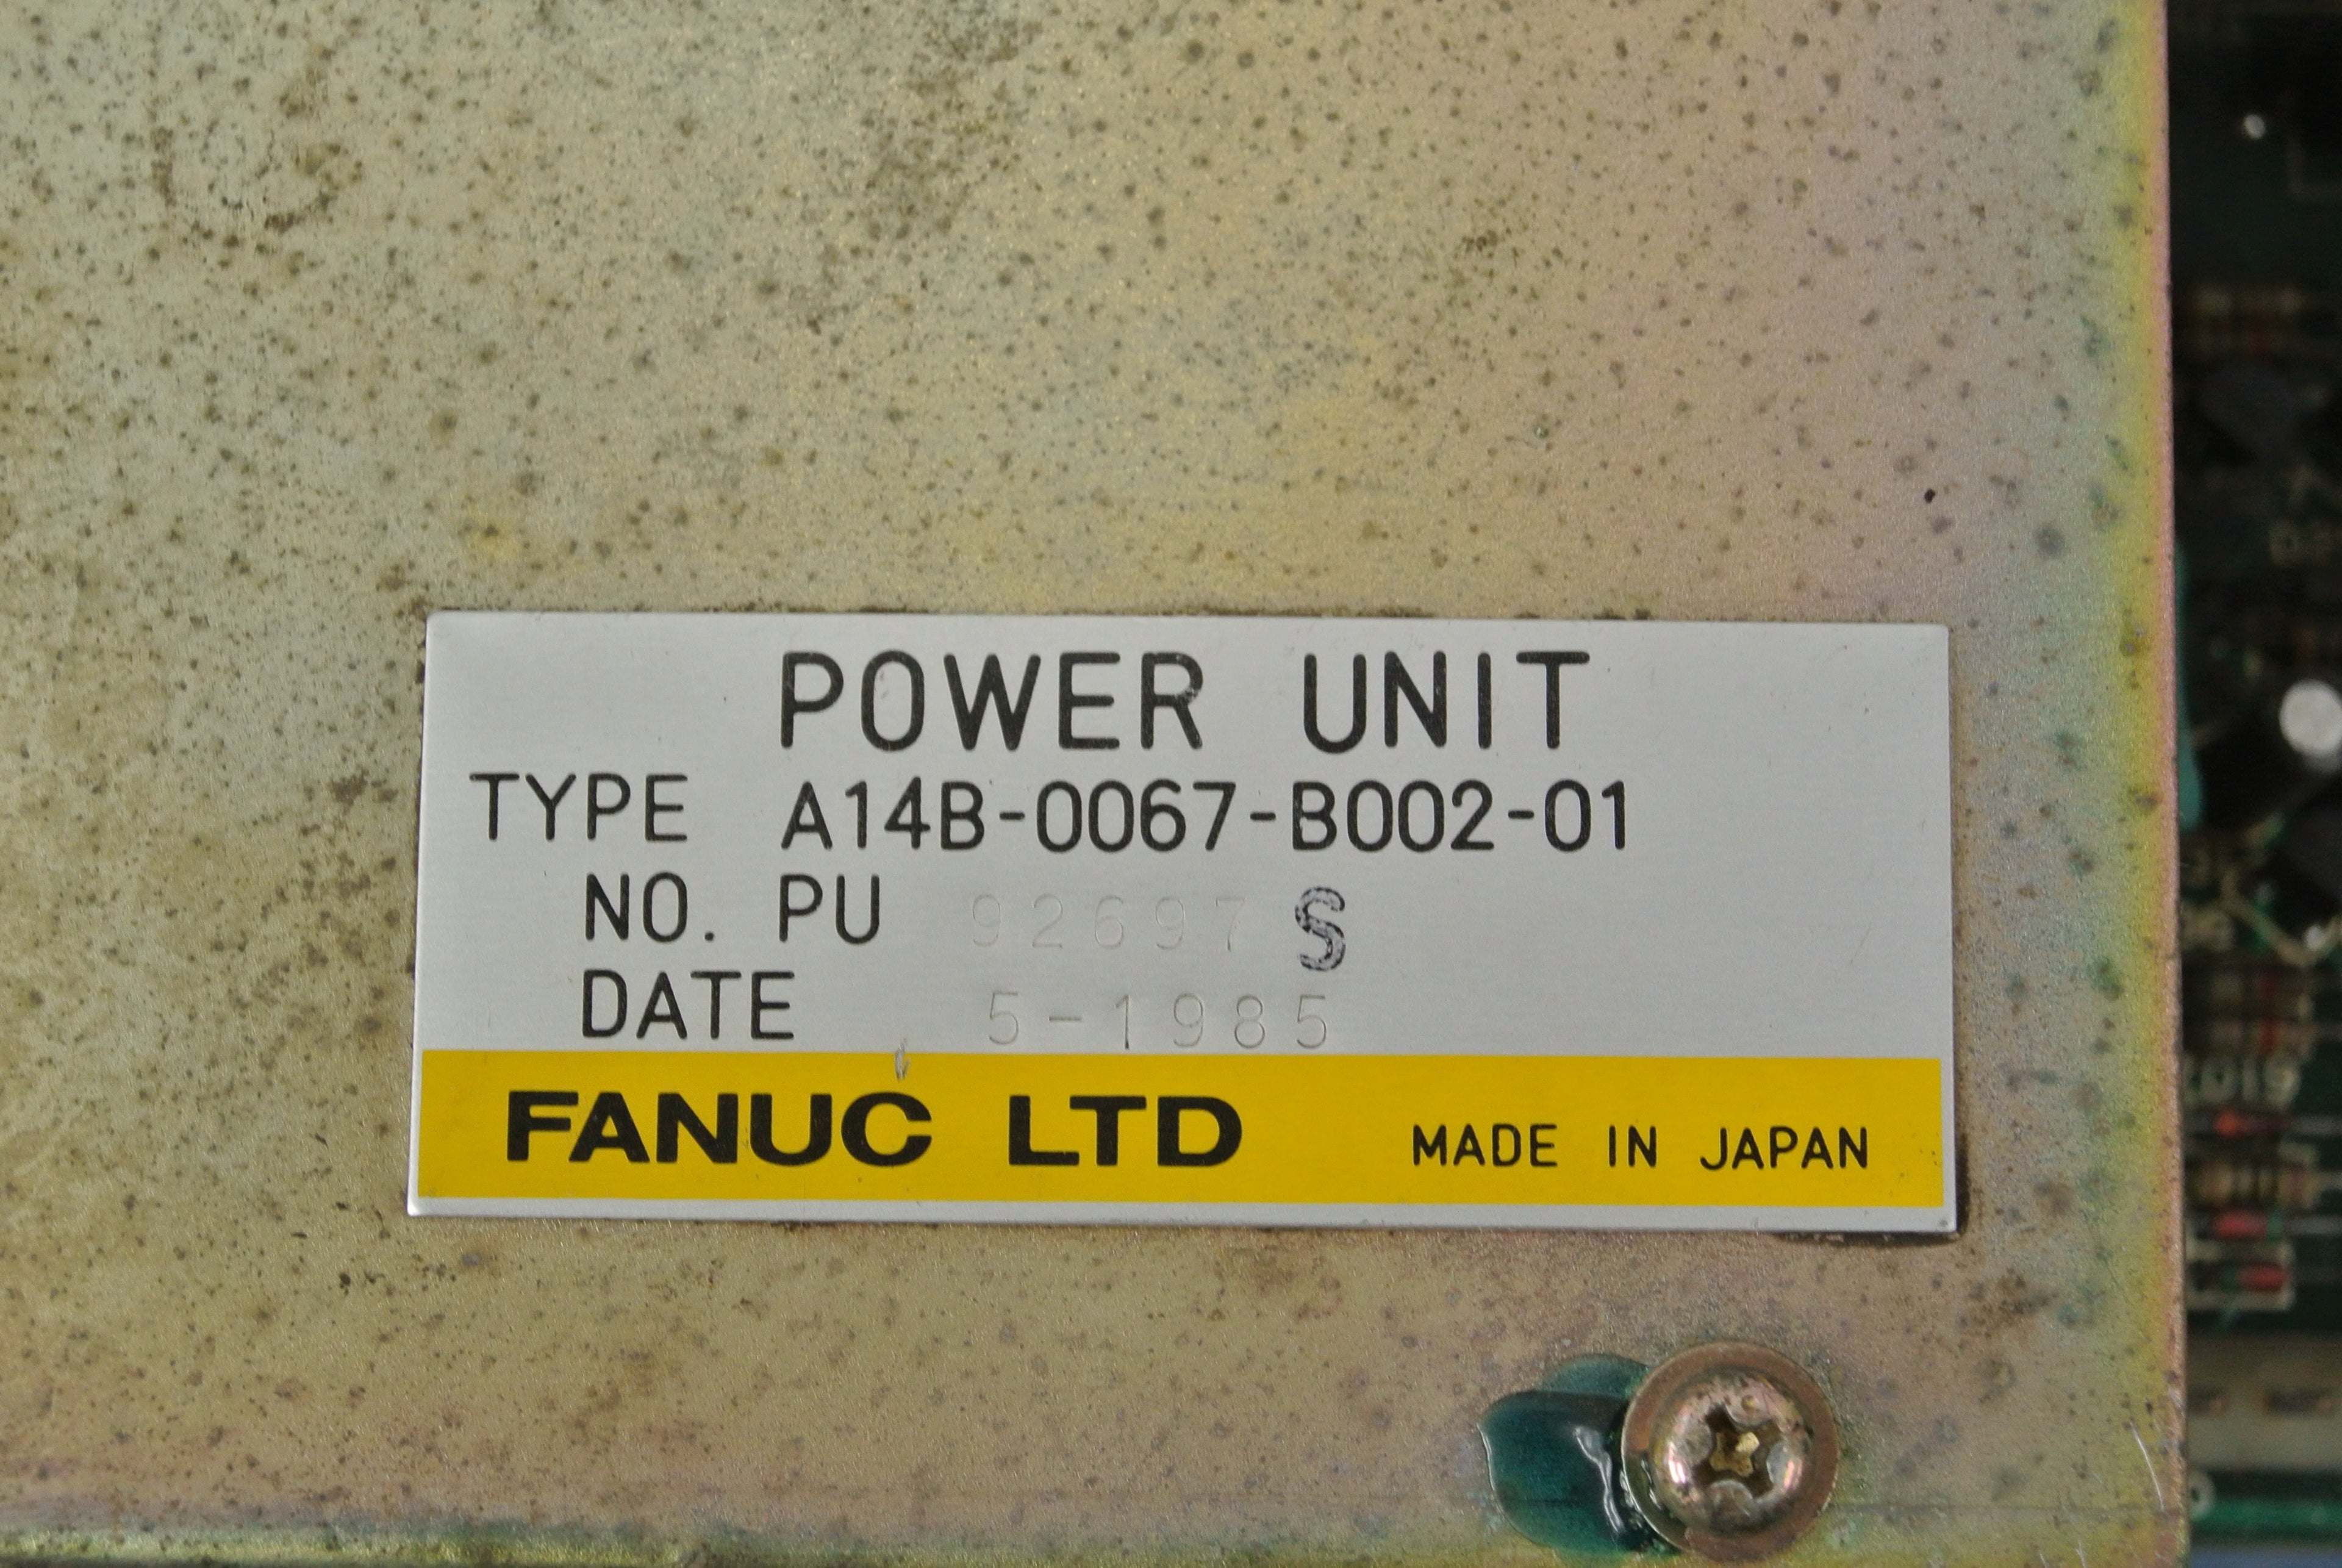 POWER UNIT
TYPE A14B-0067-B002-01
NO. PU 92697 S
DATE 5-1985
FANUC LTD MADE IN JAPAN